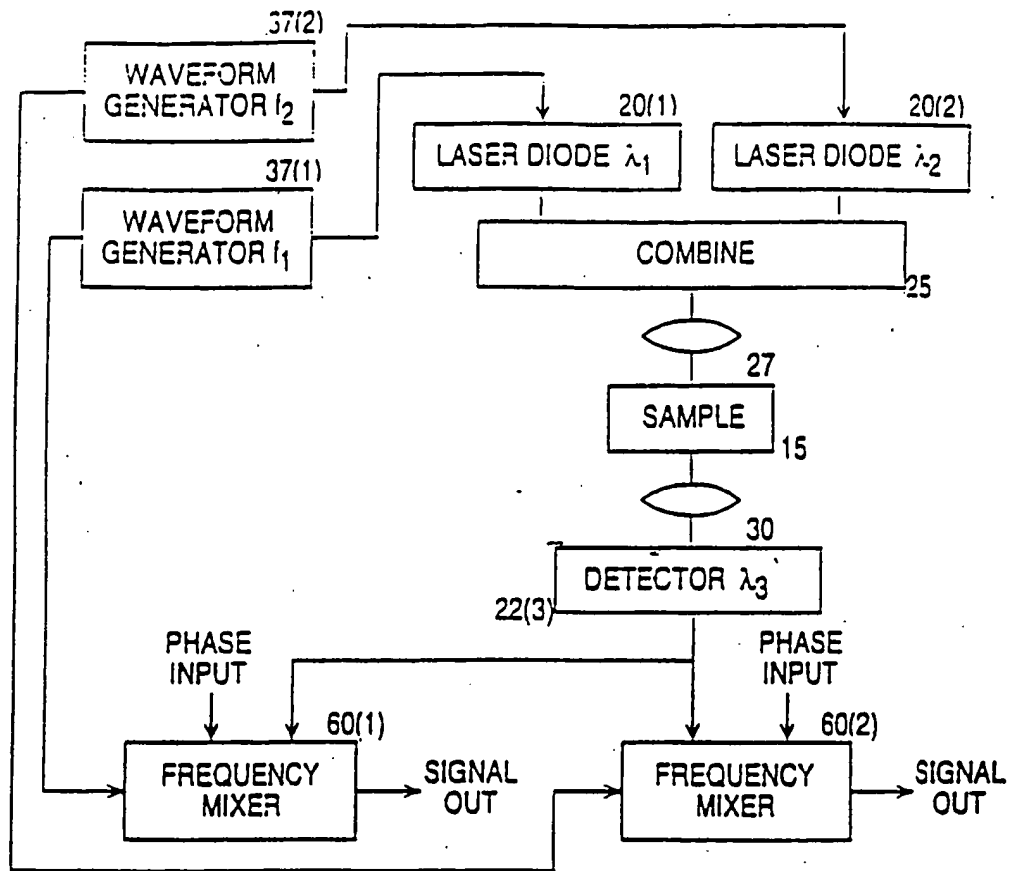 37(2)
WAVEFORM
GENERATOR f2
20(1)
20(2)
LASER DIODE λ1
LASER DIODE λ2
37(1)
WAVEFORM
GENERATOR f1
COMBINE
25
27
SAMPLE
15
30
DETECTOR λ3
22(3)
PHASE
INPUT
PHASE
INPUT
60(1)
60(2)
FREQUENCY
MIXER
SIGNAL
OUT
FREQUENCY
MIXER
SIGNAL
OUT